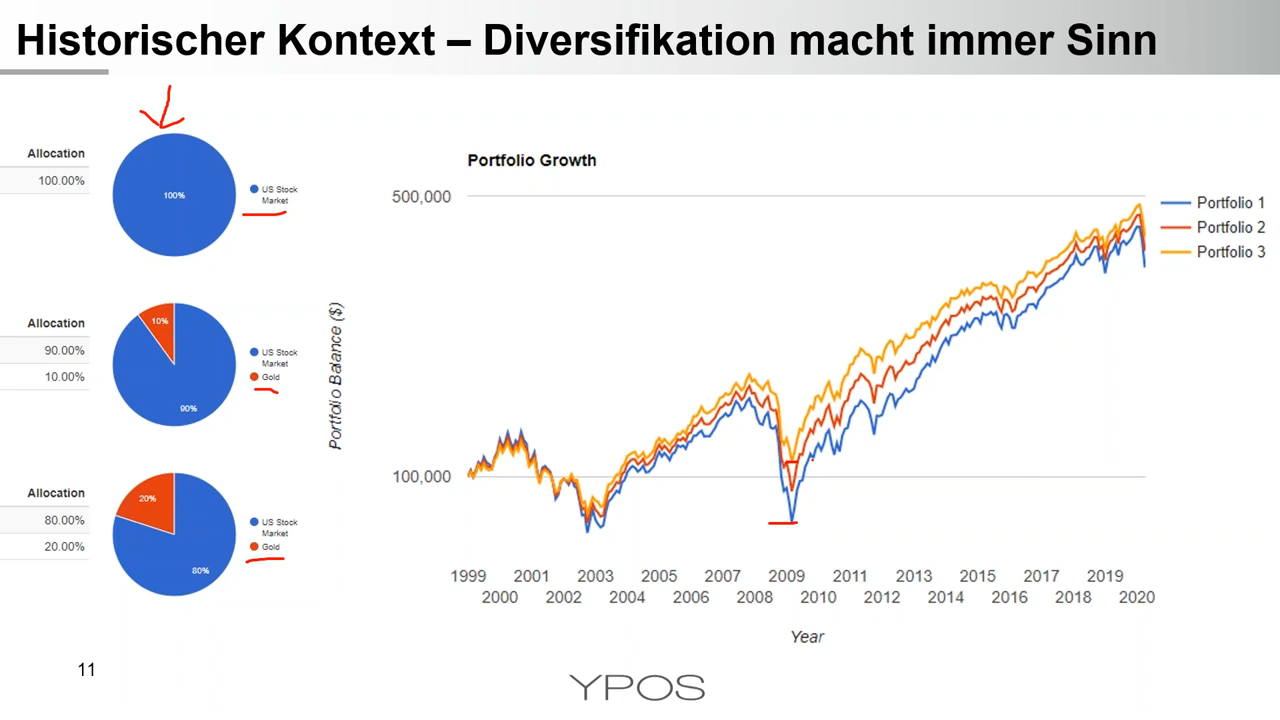 Historischer Kontext – Diversifikation macht immer Sinn
Allocation
100.00%
100%
US Stock
Market
Allocation
90.00%
10.00%
10%
90%
US Stock
Market
Gold
Allocation
80.00%
20.00%
20%
80%
US Stock
Market
Gold
Portfolio Growth
Portfolio Balance ($)
500,000
100,000
1999 2001 2003 2005 2007 2009 2011 2013 2015 2017 2019
2000 2002 2004 2006 2008 2010 2012 2014 2016 2018 2020
Year
Portfolio 1
Portfolio 2
Portfolio 3
11
YPOS